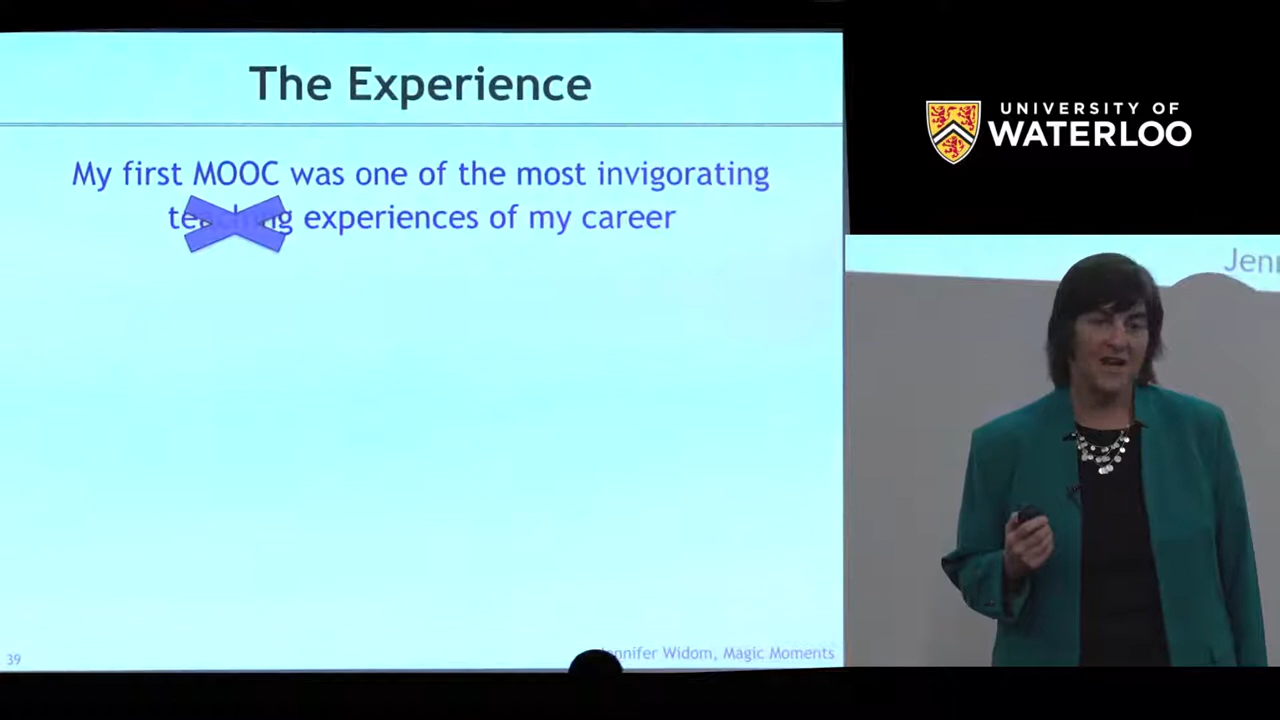 The Experience
My first MOOC was one of the most invigorating
teaching experiences of my career
39
Jennifer Widom, Magic Moments
UNIVERSITY OF
WATERLOO